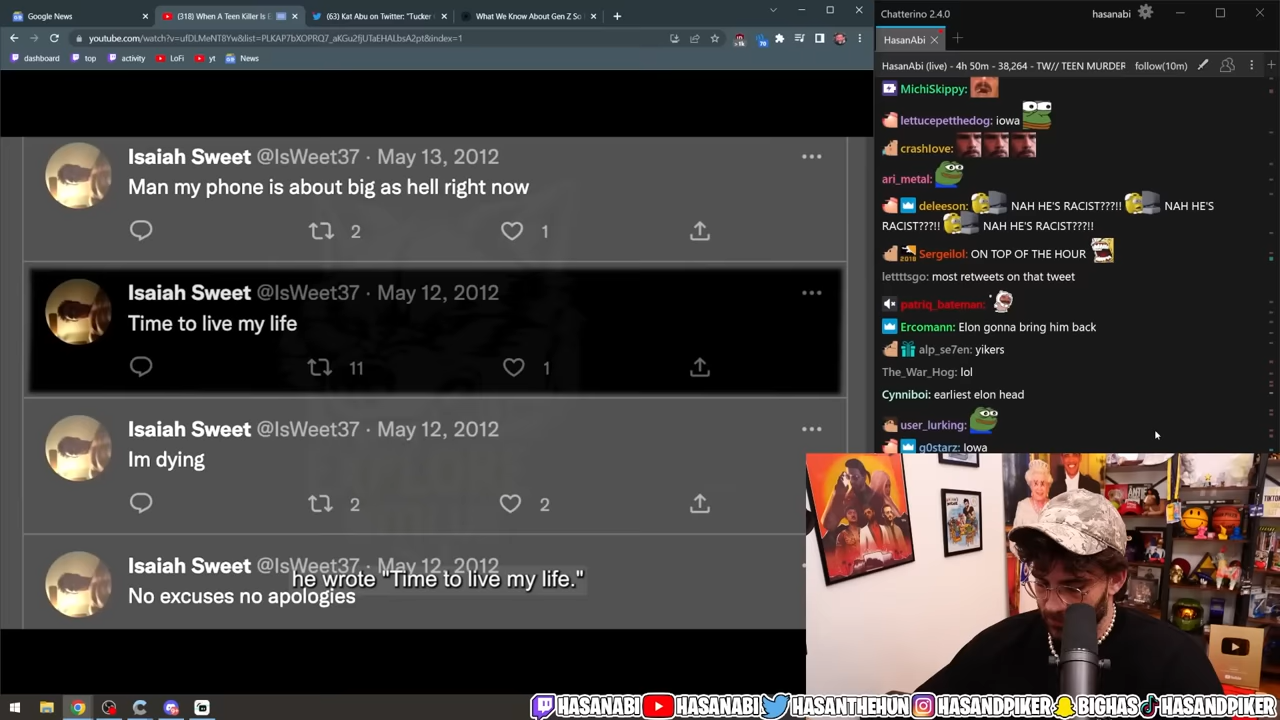 Google News
(318) When A Teen Killer Is
(63) Kat Abu on Twitter: "Tucker
What We Know About Gen Z So
youtube.com/watch?v=ufDLMeNT8Yw&list=PLKAP7bXOPRQ7_aKGu2fjUTaEHALbsA2pt&index=1
dashboard top activity LoFi yt News
Isaiah Sweet @IsWeet37 · May 13, 2012
Man my phone is about big as hell right now
2 1
Isaiah Sweet @IsWeet37 · May 12, 2012
Time to live my life
11 1
Isaiah Sweet @IsWeet37 · May 12, 2012
Im dying
2 2
Isaiah Sweet @IsWeet37 · May 12, 2012
he wrote "Time to live my life."
No excuses no apologies
Chatterino 2.4.0
hasanabi
HasanAbi
HasanAbi (live) - 4h 50m - 38,264 - TW// TEEN MURDER
follow(10m)
MichiSkippy:
lettucepetthedog: iowa
crashlove:
ari_metal:
deleeson: NAH HE'S RACIST???!! NAH HE'S
RACIST???!! NAH HE'S RACIST???!!
Sergeilol: ON TOP OF THE HOUR
lettttsgo: most retweets on that tweet
patriq_bateman:
Ercomann: Elon gonna bring him back
alp_se7en: yikers
The_War_Hog: lol
Cynniboi: earliest elon head
user_lurking:
g0starz: Iowa
HASANABI HASANABI HASANTHEHUN HASANDPIKER BIGHAS HASANDPIKER